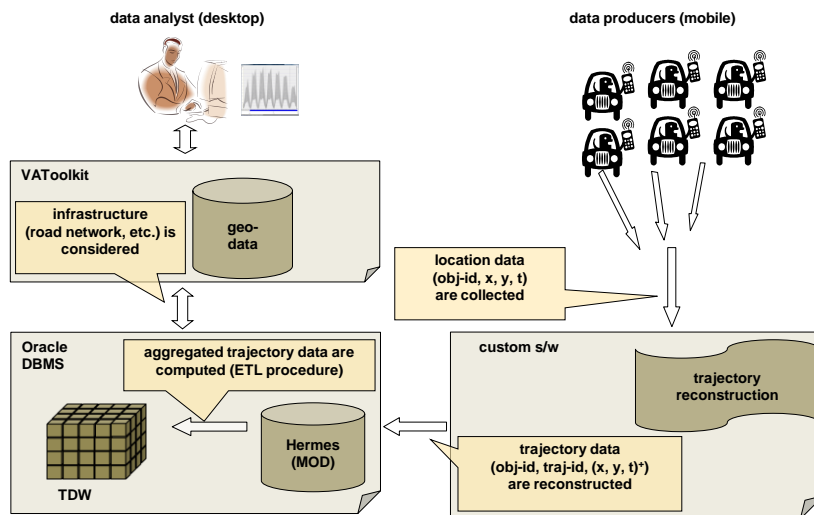 data analyst (desktop)
data producers (mobile)
VAToolkit
infrastructure
(road network, etc.) is
considered
geo-
data
location data
(obj-id, x, y, t)
are collected
Oracle
DBMS
aggregated trajectory data are
computed (ETL procedure)
custom s/w
trajectory
reconstruction
Hermes
(MOD)
TDW
trajectory data
(obj-id, traj-id, (x, y, t)⁺)
are reconstructed